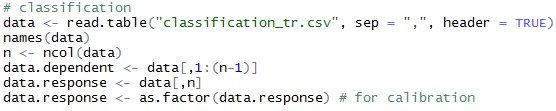 # classification
data <- read.table("classification_tr.csv", sep = ",", header = TRUE)
names(data)
n <- ncol(data)
data.dependent <- data[,1:(n-1)]
data.response <- data[,n]
data.response <- as.factor(data.response) # for calibration